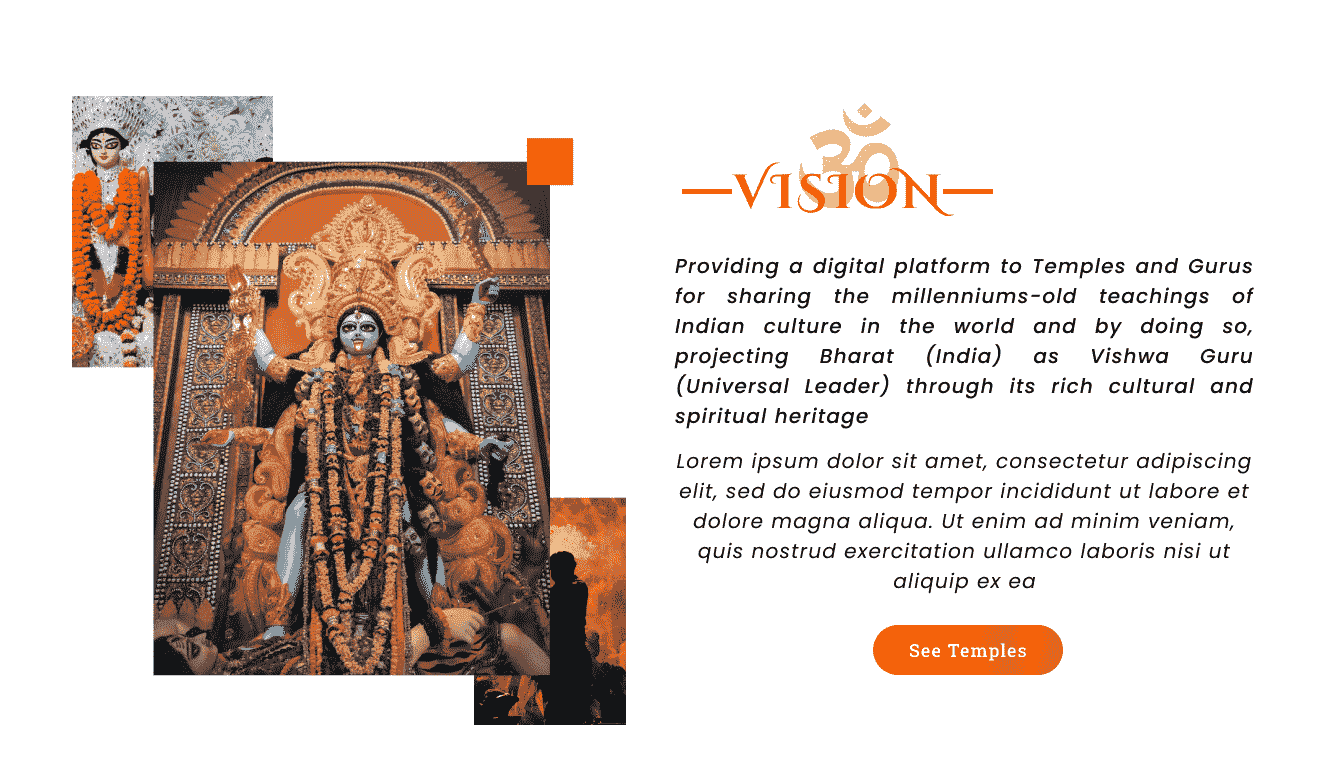 ॐ
VISION
Providing a digital platform to Temples and Gurus
for sharing the millenniums-old teachings of
Indian culture in the world and by doing so,
projecting Bharat (India) as Vishwa Guru
(Universal Leader) through its rich cultural and
spiritual heritage
Lorem ipsum dolor sit amet, consectetur adipiscing
elit, sed do eiusmod tempor incididunt ut labore et
dolore magna aliqua. Ut enim ad minim veniam,
quis nostrud exercitation ullamco laboris nisi ut
aliquip ex ea
See Temples